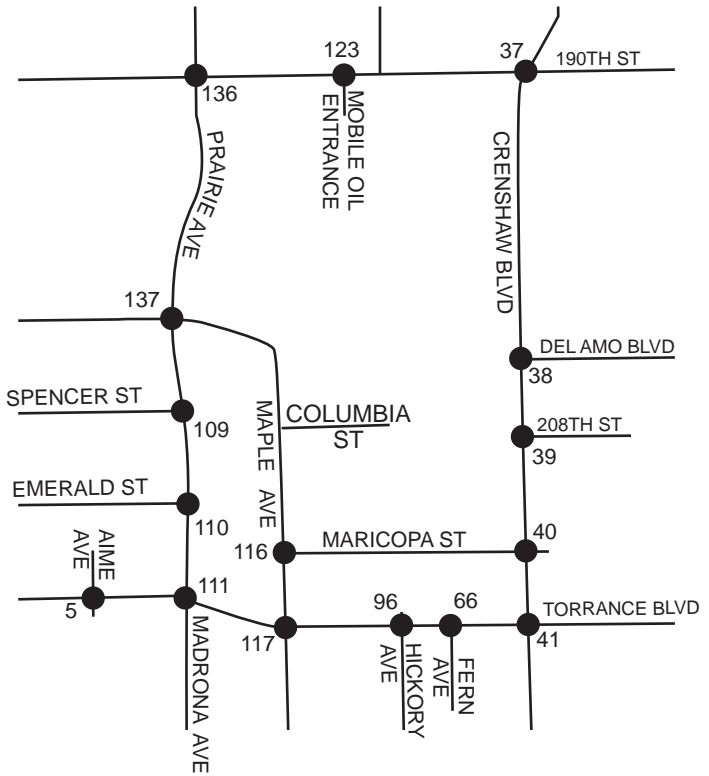 123
37
190TH ST
136
MOBILE OIL
ENTRANCE
PRAIRIE AVE
CRENSHAW BLVD
137
DEL AMO BLVD
38
SPENCER ST
109
MAPLE AVE
COLUMBIA
ST
208TH ST
39
EMERALD ST
110
116
MARICOPA ST
40
AIME
AVE
5
111
117
96
66
TORRANCE BLVD
41
MADRONA AVE
HICKORY
AVE
FERN
AVE